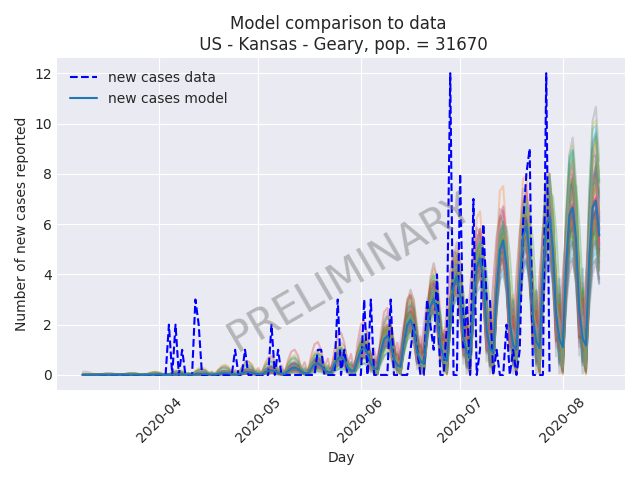 Model comparison to data
US - Kansas - Geary, pop. = 31670
new cases data
new cases model
Number of new cases reported
12
10
8
6
4
2
0
PRELIMINARY
2020-04
2020-05
2020-06
2020-07
2020-08
Day